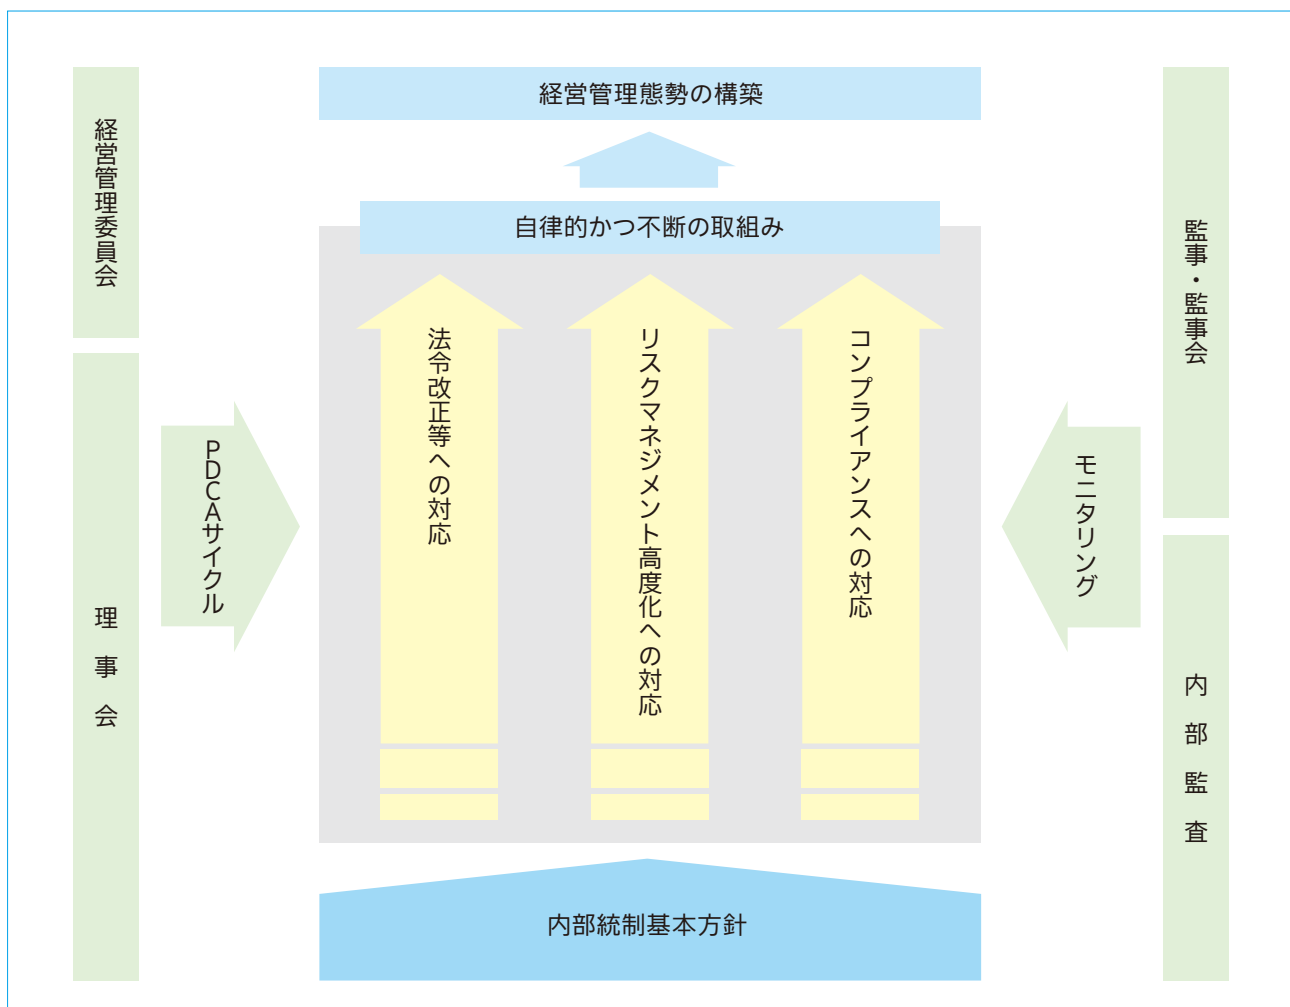 経営管理態勢の構築
自律的かつ不断の取組み
経営管理委員会
理事会
PDCAサイクル
法令改正等への対応
リスクマネジメント高度化への対応
コンプライアンスへの対応
モニタリング
監事・監事会
内部監査
内部統制基本方針